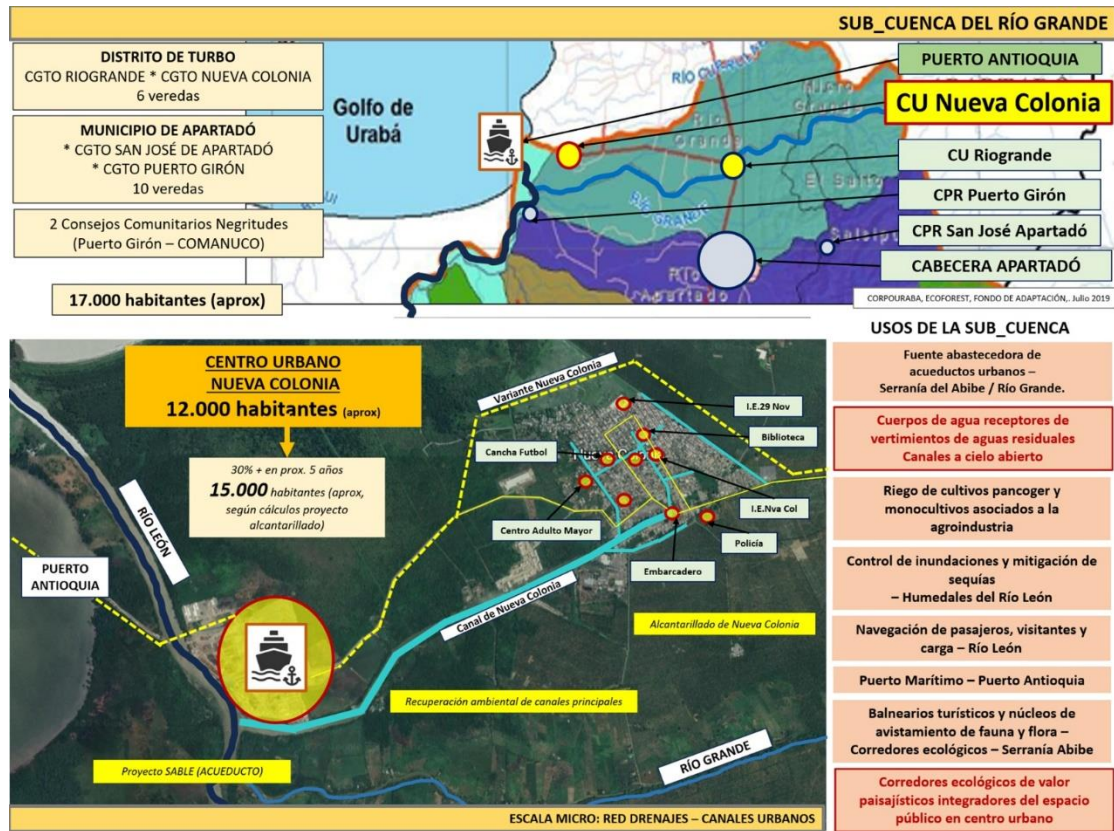 SUB_CUENCA DEL RÍO GRANDE
DISTRITO DE TURBO
CGTO RIOGRANDE * CGTO NUEVA COLONIA
6 veredas
MUNICIPIO DE APARTADÓ
* CGTO SAN JOSÉ DE APARTADÓ
* CGTO PUERTO GIRÓN
10 veredas
2 Consejos Comunitarios Negritudes
(Puerto Girón – COMANUCO)
17.000 habitantes (aprox)
Golfo de
Urabá
Río
Grande
Grande
RÍO GRANDE
El Salto
Río
Apartado
PUERTO ANTIOQUIA
CU Nueva Colonia
CU Riogrande
CPR Puerto Girón
CPR San José Apartadó
CABECERA APARTADÓ
CORPOURABA, ECOFOREST, FONDO DE ADAPTACIÓN,. Julio 2019
CENTRO URBANO
NUEVA COLONIA
12.000 habitantes (aprox)
30% + en prox. 5 años
15.000 habitantes (aprox,
según cálculos proyecto
alcantarillado)
RÍO LEÓN
PUERTO
ANTIOQUIA
Variante Nueva Colonia
I.E.29 Nov
Biblioteca
Cancha Futbol
I.E.Nva Col
Centro Adulto Mayor
Policía
Embarcadero
Canal de Nueva Colonia
Alcantarillado de Nueva Colonia
Recuperación ambiental de canales principales
Proyecto SABLE (ACUEDUCTO)
RÍO GRANDE
ESCALA MICRO: RED DRENAJES – CANALES URBANOS
USOS DE LA SUB_CUENCA
Fuente abastecedora de
acueductos urbanos –
Serranía del Abibe / Río Grande.
Cuerpos de agua receptores de
vertimientos de aguas residuales
Canales a cielo abierto
Riego de cultivos pancoger y
monocultivos asociados a la
agroindustria
Control de inundaciones y mitigación de
sequías
– Humedales del Río León
Navegación de pasajeros, visitantes y
carga – Río León
Puerto Marítimo – Puerto Antioquia
Balnearios turísticos y núcleos de
avistamiento de fauna y flora –
Corredores ecológicos – Serranía Abibe
Corredores ecológicos de valor
paisajísticos integradores del espacio
público en centro urbano